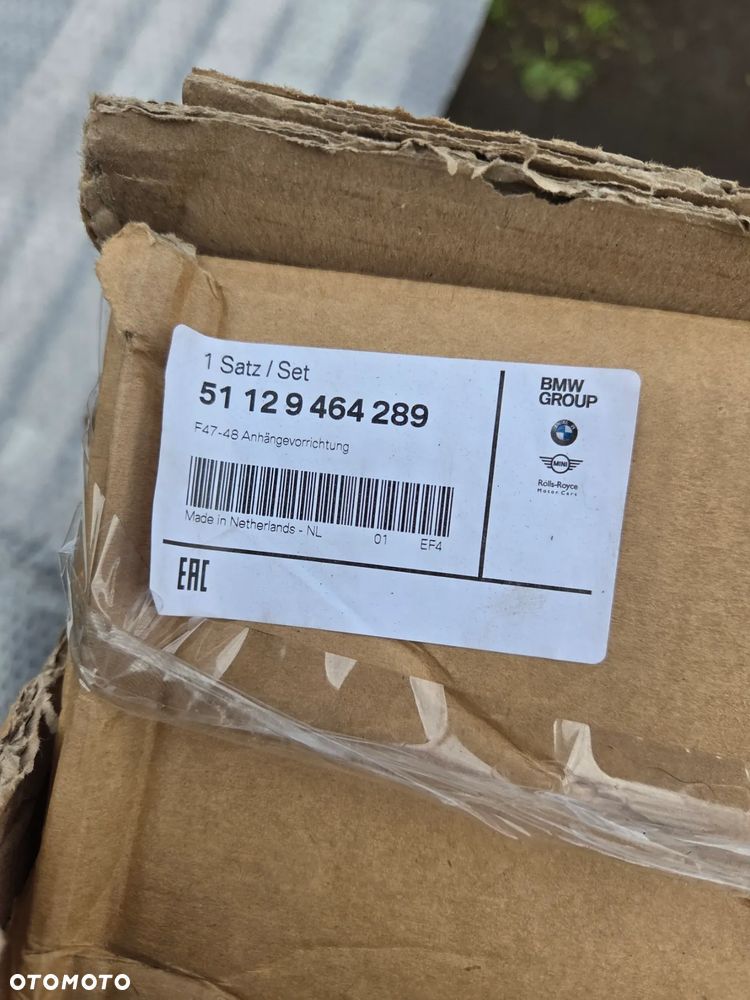 1 Satz / Set
51 12 9 464 289
F47-48 Anhängevorrichtung
Made in Netherlands - NL 01 EF4
EAC
BMW
GROUP
MINI
Rolls-Royce
Motor Cars
OTOMOTO